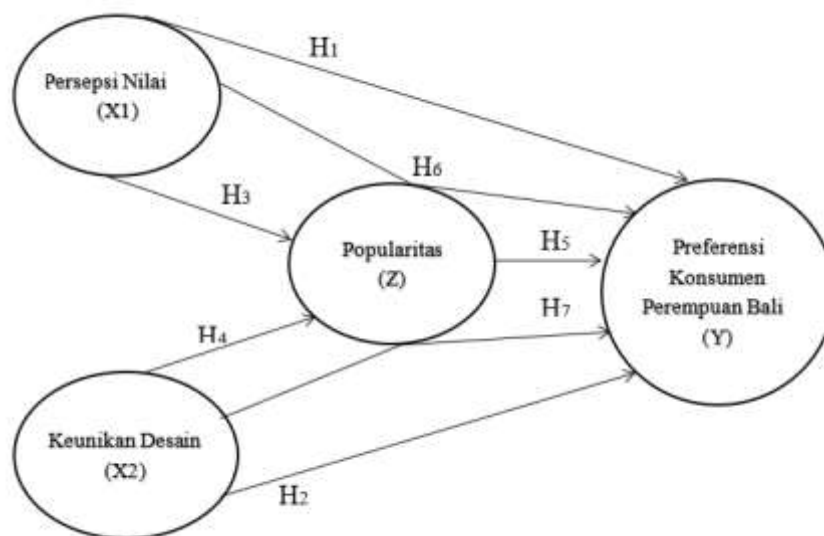 H1
Persepsi Nilai
(X1)
H6
H3
H5
Popularitas
(Z)
Preferensi
Konsumen
Perempuan Bali
(Y)
H7
H4
Keunikan Desain
(X2)
H2